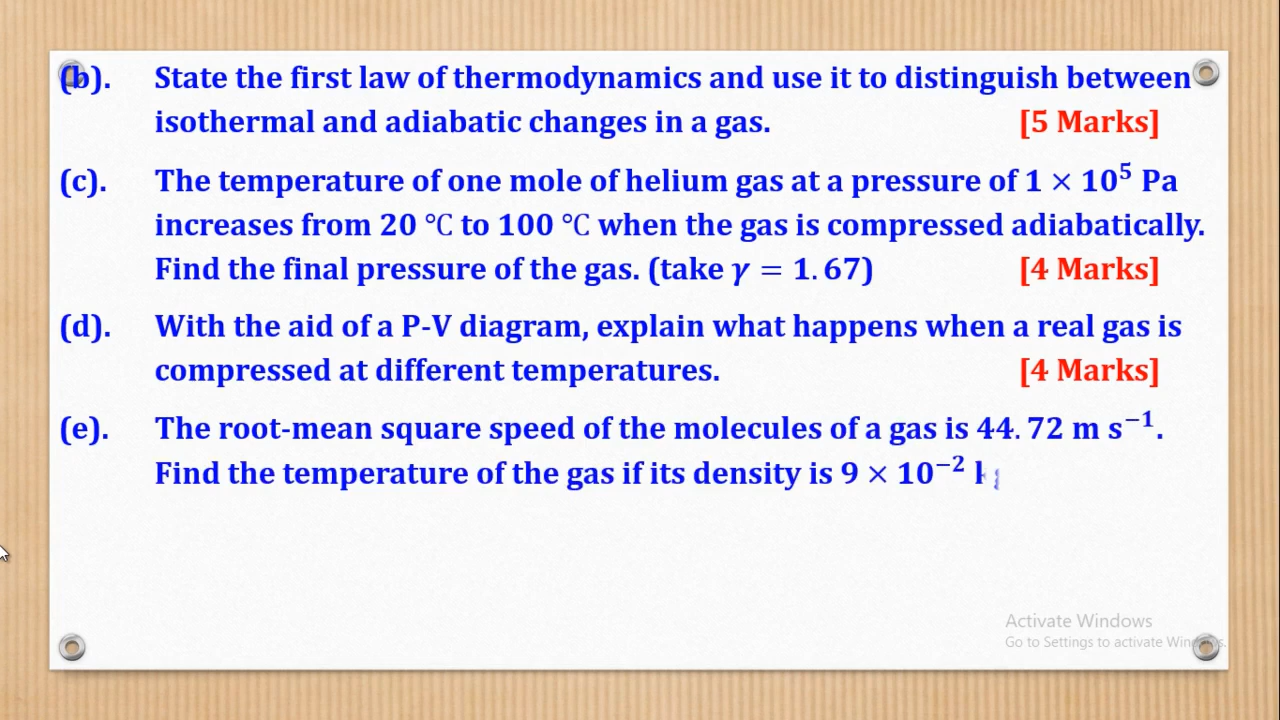 (b). State the first law of thermodynamics and use it to distinguish between
isothermal and adiabatic changes in a gas. [5 Marks]
(c). The temperature of one mole of helium gas at a pressure of 1 × 10⁵ Pa
increases from 20 ℃ to 100 ℃ when the gas is compressed adiabatically.
Find the final pressure of the gas. (take γ = 1.67) [4 Marks]
(d). With the aid of a P-V diagram, explain what happens when a real gas is
compressed at different temperatures. [4 Marks]
(e). The root-mean square speed of the molecules of a gas is 44.72 m s⁻¹.
Find the temperature of the gas if its density is 9 × 10⁻²
Activate Windows
Go to Settings to activate Windows.